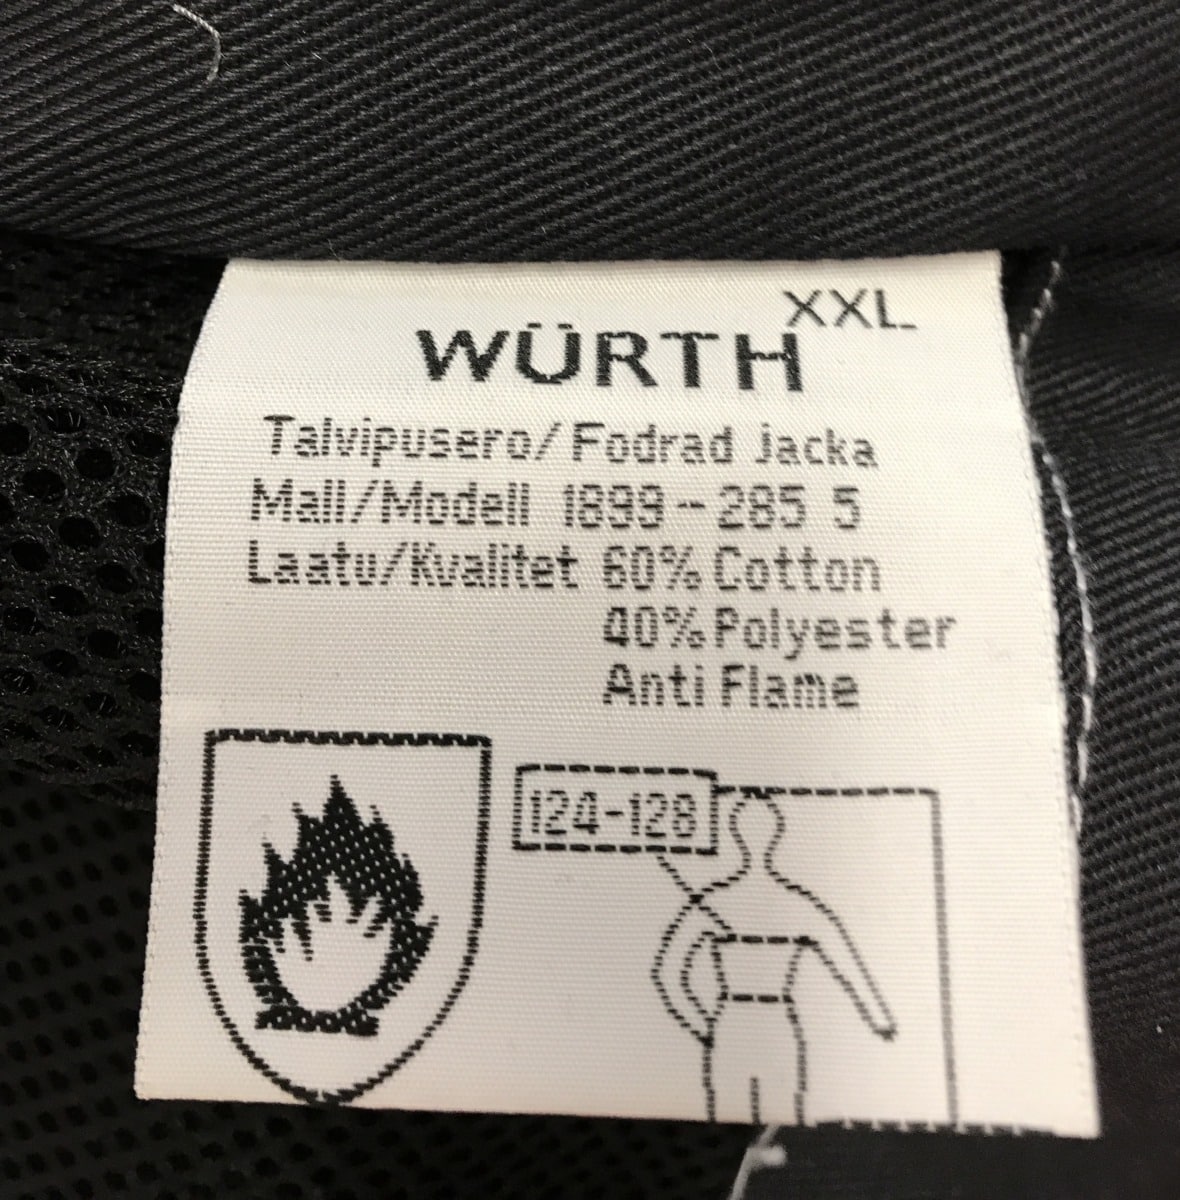 XXL
WÜRTH
Talvipusero/Fodrad jacka
Mall/Modell 1899-285 5
Laatu/Kvalitet 60% Cotton
40% Polyester
Anti Flame
124-128